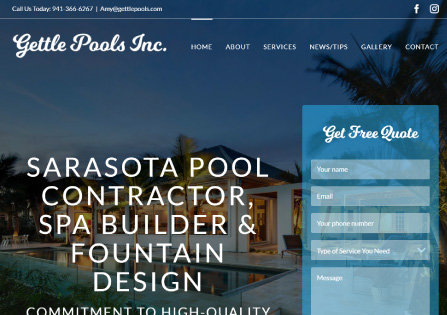 Call Us Today: 941-366-6267 | Amy@gettlepools.com
Gettle Pools Inc.
HOME ABOUT SERVICES NEWS/TIPS GALLERY CONTACT
SARASOTA POOL
CONTRACTOR,
SPA BUILDER &
FOUNTAIN
DESIGN
COMMITMENT TO HIGH-QUALITY
Get Free Quote
Your name
Email
Your phone number
Type of Service You Need
Message